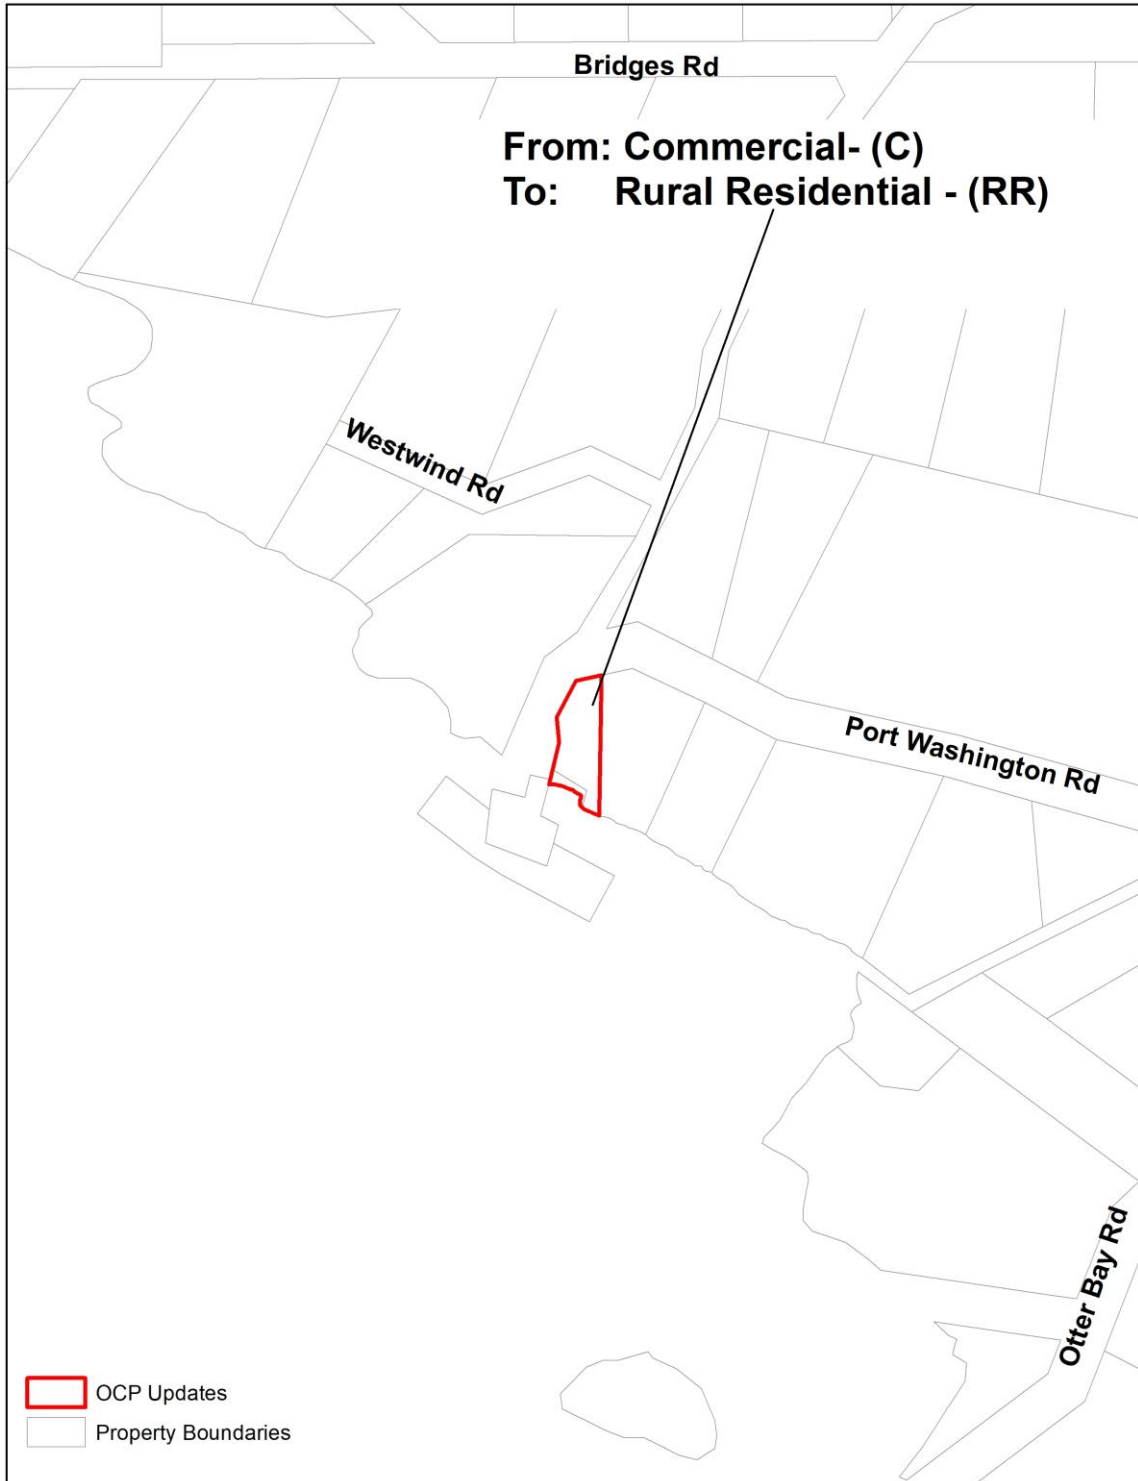 Bridges Rd
From: Commercial- (C)
To: Rural Residential - (RR)
Westwind Rd
Port Washington Rd
Otter Bay Rd
OCP Updates
Property Boundaries